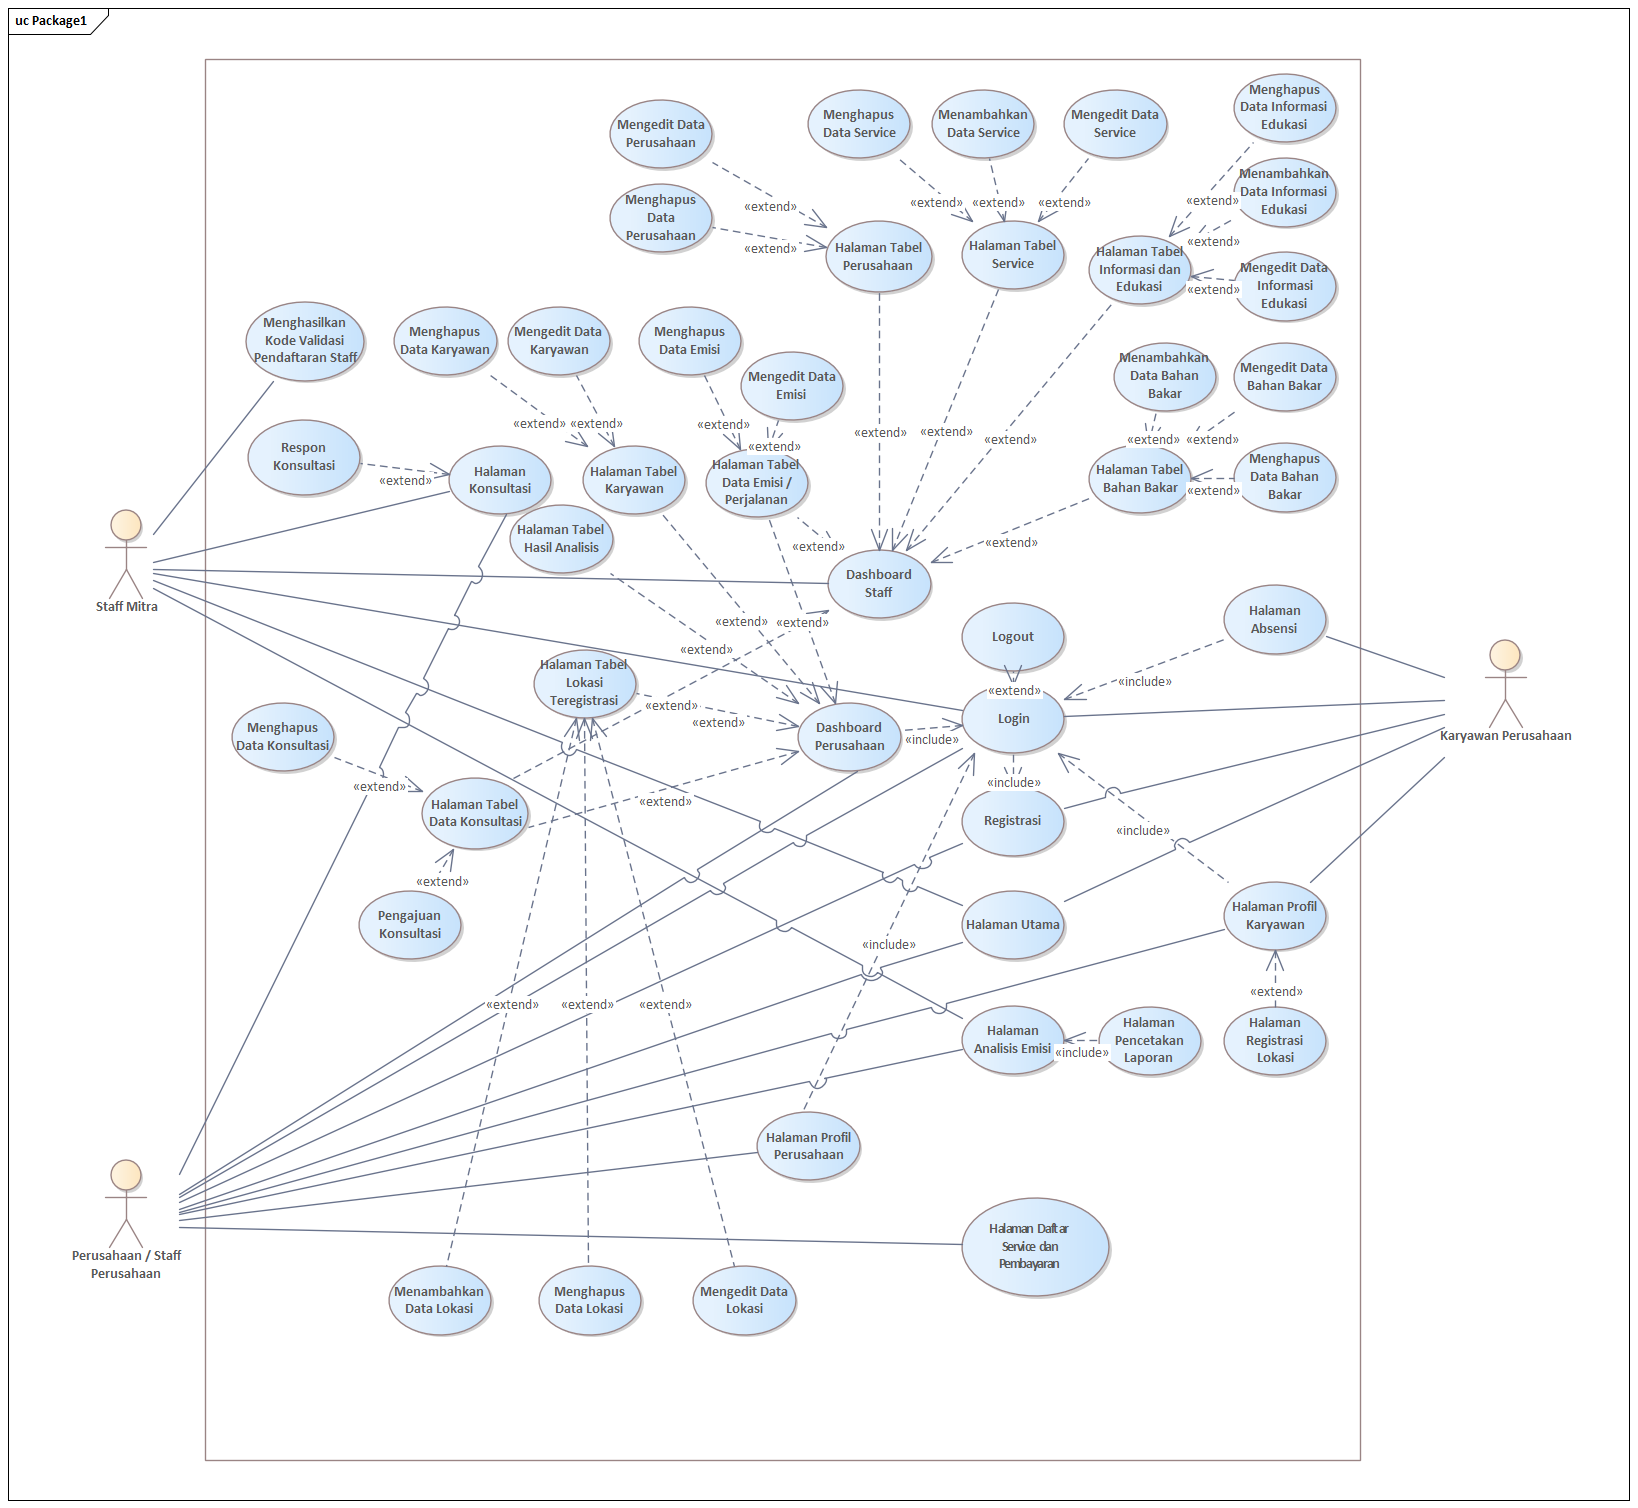 uc Package1
Menghapus
Data Informasi
Edukasi
Mengedit Data
Perusahaan
Menghapus
Data Service
Menambahkan
Data Service
Mengedit Data
Service
Menambahkan
Data Informasi
Edukasi
Menghapus
Data
Perusahaan
«extend»
«extend»
«extend»
«extend»
«extend»
«extend»
«extend»
Halaman Tabel
Perusahaan
Halaman Tabel
Service
Halaman Tabel
Informasi dan
Edukasi
«extend»
Mengedit Data
Informasi
Edukasi
Menghasilkan
Kode Validasi
Pendaftaran Staff
Menghapus
Data Karyawan
Mengedit Data
Karyawan
Menghapus
Data Emisi
Mengedit Data
Emisi
Menambahkan
Data Bahan
Bakar
Mengedit Data
Bahan Bakar
«extend»
«extend»
«extend»
«extend»
«extend»
«extend»
«extend»
«extend»
«extend»
Respon
Konsultasi
«extend»
Halaman
Konsultasi
Halaman Tabel
Karyawan
Halaman Tabel
Data Emisi /
Perjalanan
Halaman Tabel
Bahan Bakar
«extend»
Menghapus
Data Bahan
Bakar
Halaman Tabel
Hasil Analisis
«extend»
«extend»
Dashboard
Staff
Staff Mitra
Logout
Halaman
Absensi
«extend»
«extend»
«extend»
Halaman Tabel
Lokasi
Teregistrasi
«extend»
«extend»
«extend»
«include»
Login
Karyawan Perusahaan
Menghapus
Data Konsultasi
Dashboard
Perusahaan
«include»
«extend»
«include»
Halaman Tabel
Data Konsultasi
«extend»
Registrasi
«include»
«extend»
Pengajuan
Konsultasi
Halaman Utama
Halaman Profil
Karyawan
«include»
«extend»
«extend»
«extend»
«extend»
Halaman
Analisis Emisi
«include»
Halaman
Pencetakan
Laporan
Halaman
Registrasi
Lokasi
Halaman Profil
Perusahaan
Perusahaan / Staff
Perusahaan
Halaman Daftar
Service dan
Pembayaran
Menambahkan
Data Lokasi
Menghapus
Data Lokasi
Mengedit Data
Lokasi